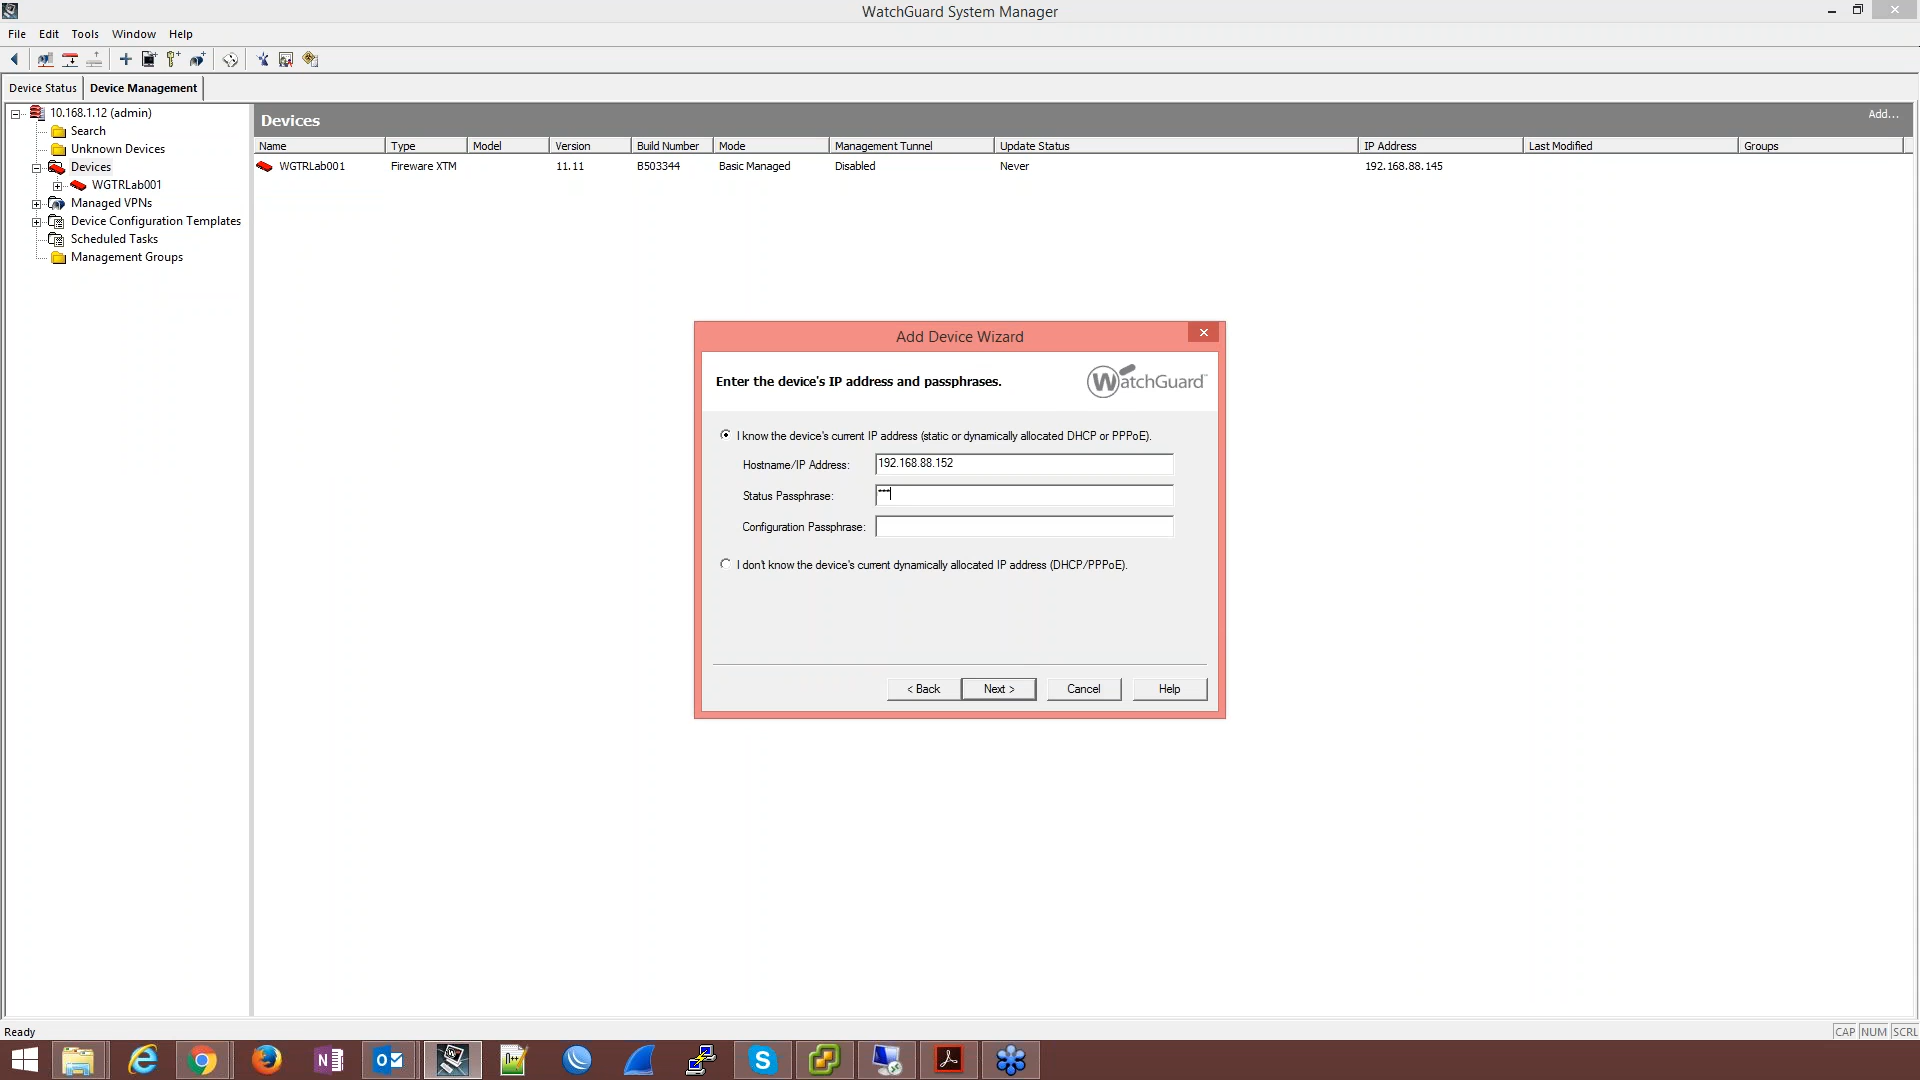 WatchGuard System Manager
File Edit Tools Window Help
Device Status Device Management
10.168.1.12 (admin)
Search
Unknown Devices
Devices
WGTRLab001
Managed VPNs
Device Configuration Templates
Scheduled Tasks
Management Groups
Devices Add...
Name Type Model Version Build Number Mode Management Tunnel Update Status IP Address Last Modified Groups
WGTRLab001 Fireware XTM 11.11 B503344 Basic Managed Disabled Never 192.168.88.145
Add Device Wizard
Enter the device's IP address and passphrases.
WatchGuard
I know the device's current IP address (static or dynamically allocated DHCP or PPPoE).
Hostname/IP Address: 192.168.88.152
Status Passphrase: ***
Configuration Passphrase:
I don't know the device's current dynamically allocated IP address (DHCP/PPPoE).
< Back Next > Cancel Help
Ready CAP NUM SCRL